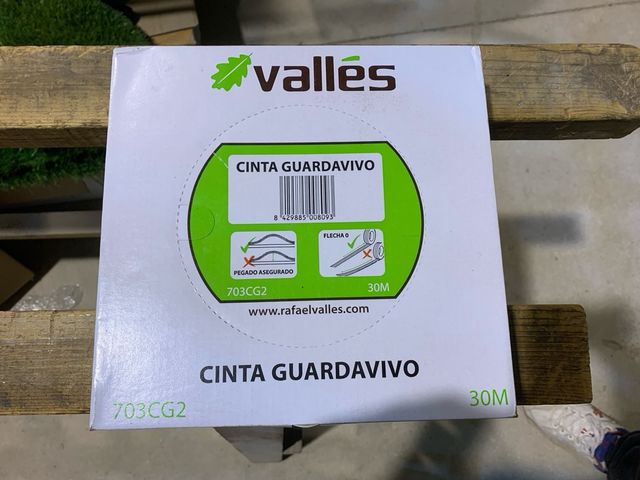 vallés
CINTA GUARDAVIVO
8 429885 008093
PEGADO ASEGURADO
FLECHA 0
703CG2
30M
www.rafaelvalles.com
CINTA GUARDAVIVO
703CG2
30M